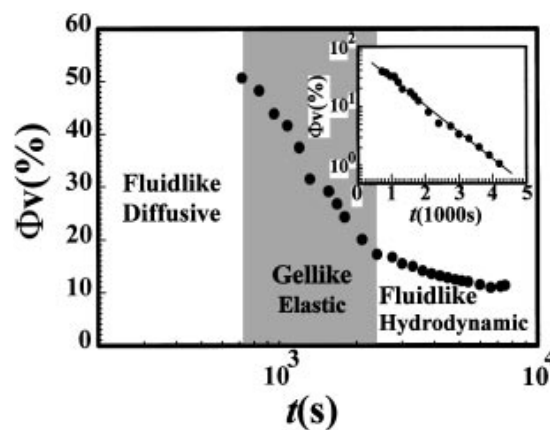 60
50
40
30
20
10
0
Φv(%)
Fluidlike
Diffusive
Gellike
Elastic
Fluidlike
Hydrodynamic
10³
10⁴
t(s)
10²
10¹
10⁰
Φv(%)
0 1 2 3 4 5
t(1000s)